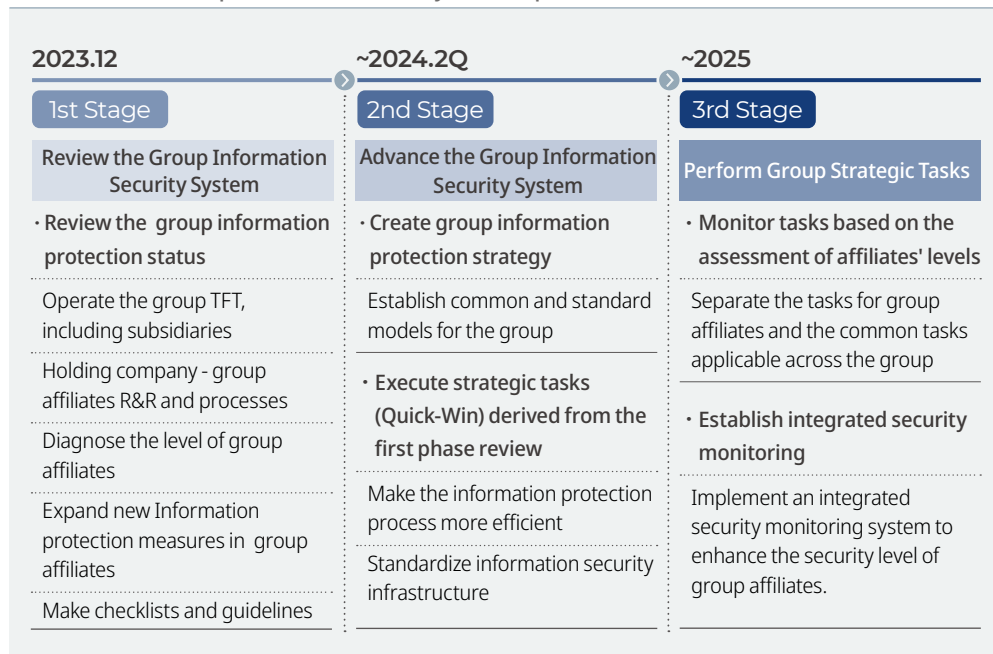 2023.12
1st Stage
Review the Group Information
Security System
· Review the group information
protection status
Operate the group TFT,
including subsidiaries
Holding company - group
affiliates R&R and processes
Diagnose the level of group
affiliates
Expand new Information
protection measures in group
affiliates
Make checklists and guidelines
~2024.2Q
2nd Stage
Advance the Group Information
Security System
· Create group information
protection strategy
Establish common and standard
models for the group
· Execute strategic tasks
(Quick-Win) derived from the
first phase review
Make the information protection
process more efficient
Standardize information security
infrastructure
~2025
3rd Stage
Perform Group Strategic Tasks
· Monitor tasks based on the
assessment of affiliates' levels
Separate the tasks for group
affiliates and the common tasks
applicable across the group
· Establish integrated security
monitoring
Implement an integrated
security monitoring system to
enhance the security level of
group affiliates.